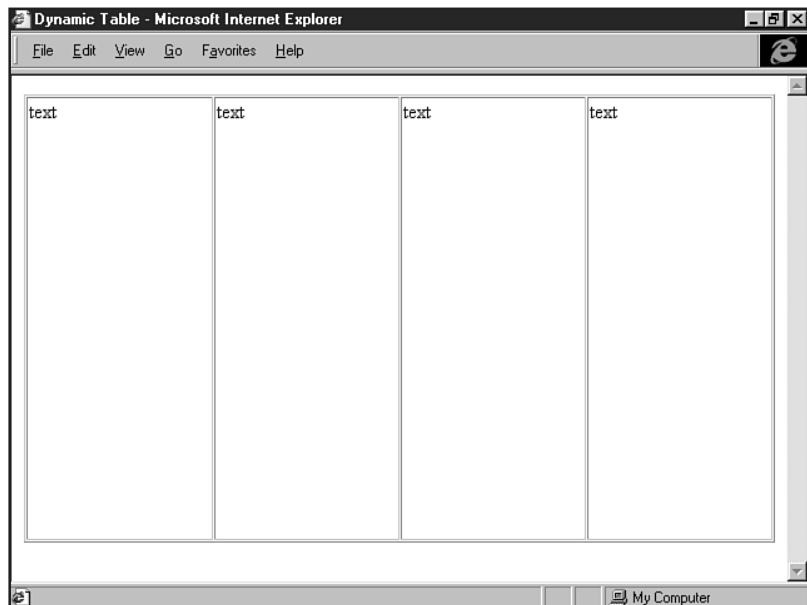 Dynamic Table - Microsoft Internet Explorer
File Edit View Go Favorites Help
text text text text
My Computer